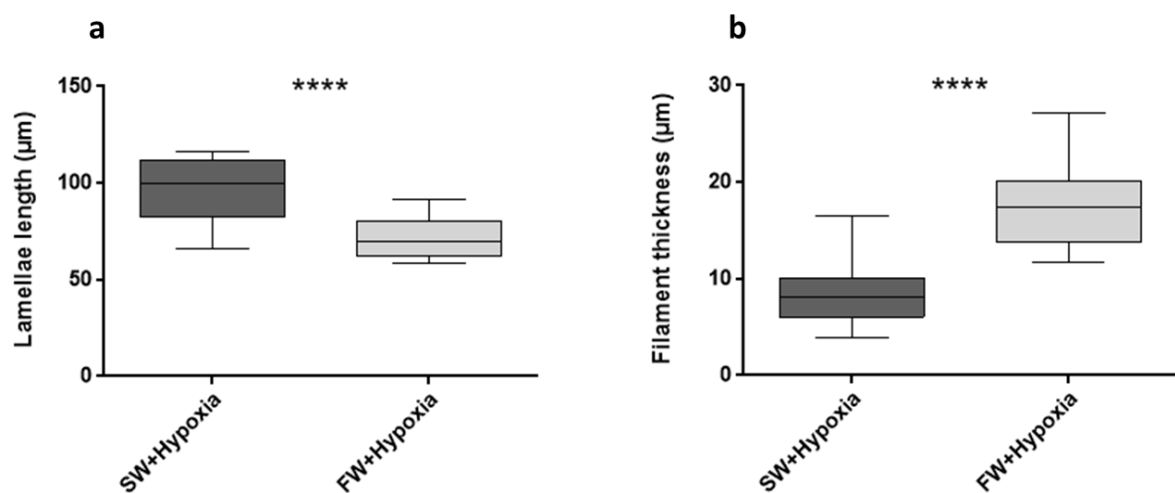 a
****
Lamellae length (µm)
150
100
50
0
SW+Hypoxia
FW+Hypoxia
b
****
Filament thickness (µm)
30
20
10
0
SW+Hypoxia
FW+Hypoxia